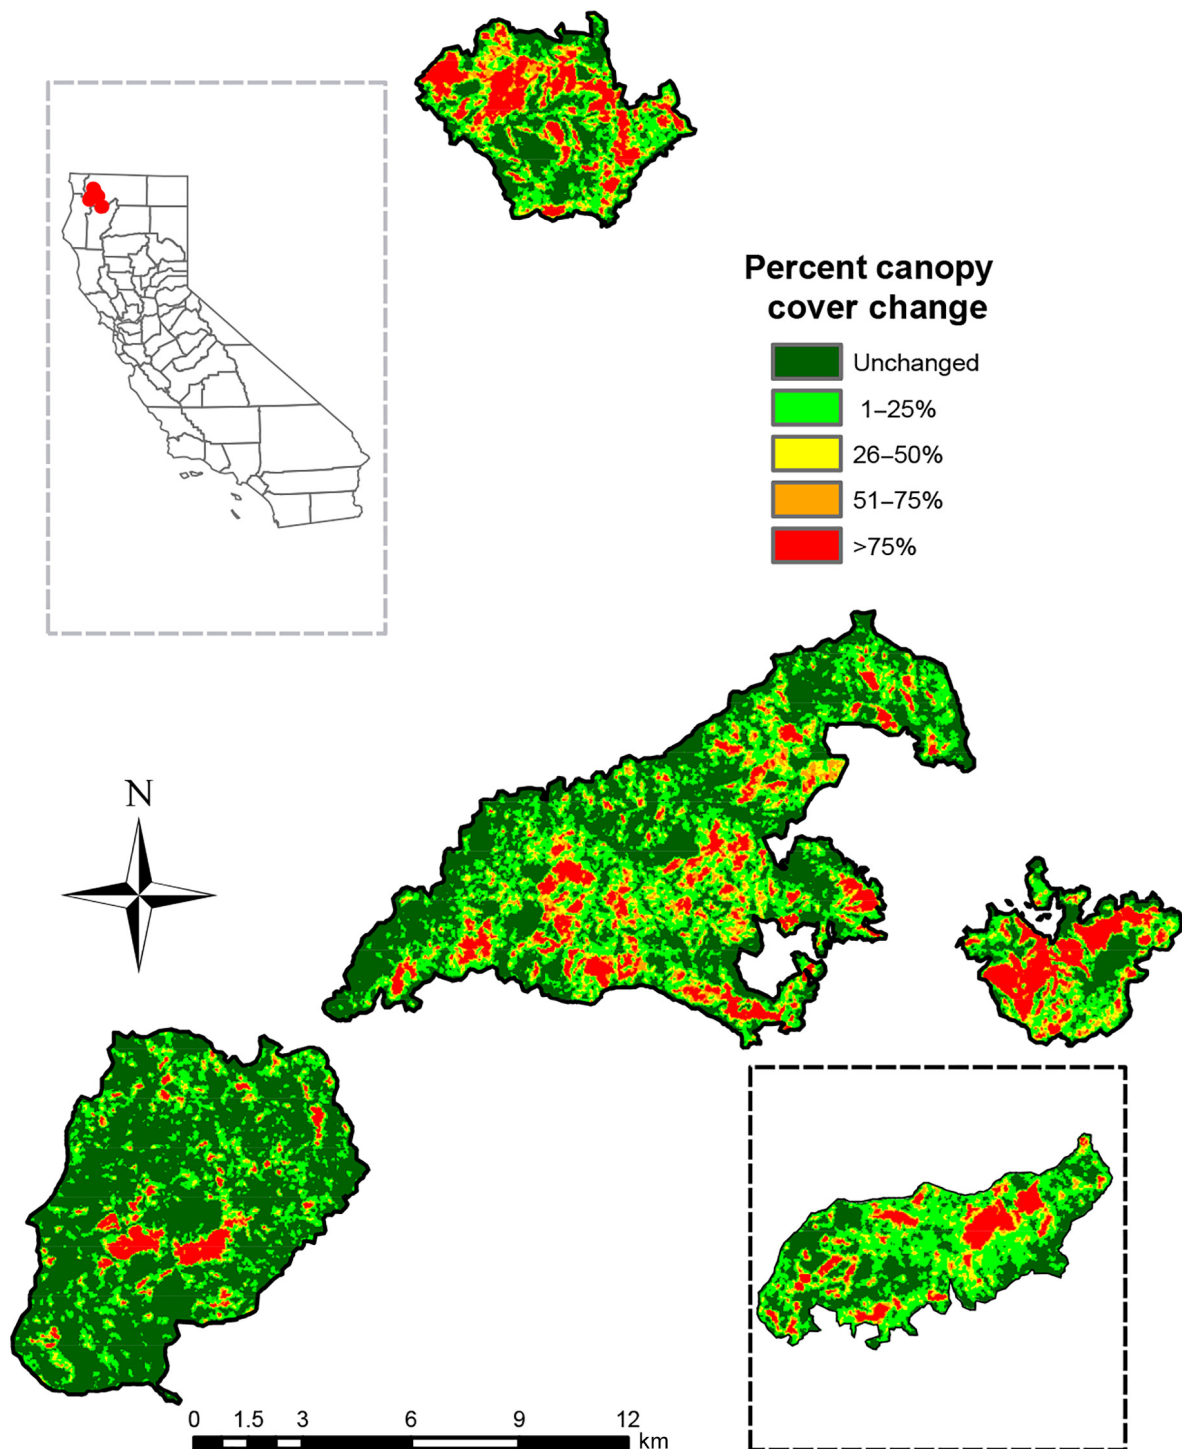 Percent canopy
cover change
Unchanged
1–25%
26–50%
51–75%
>75%
N
0 1.5 3 6 9 12
km